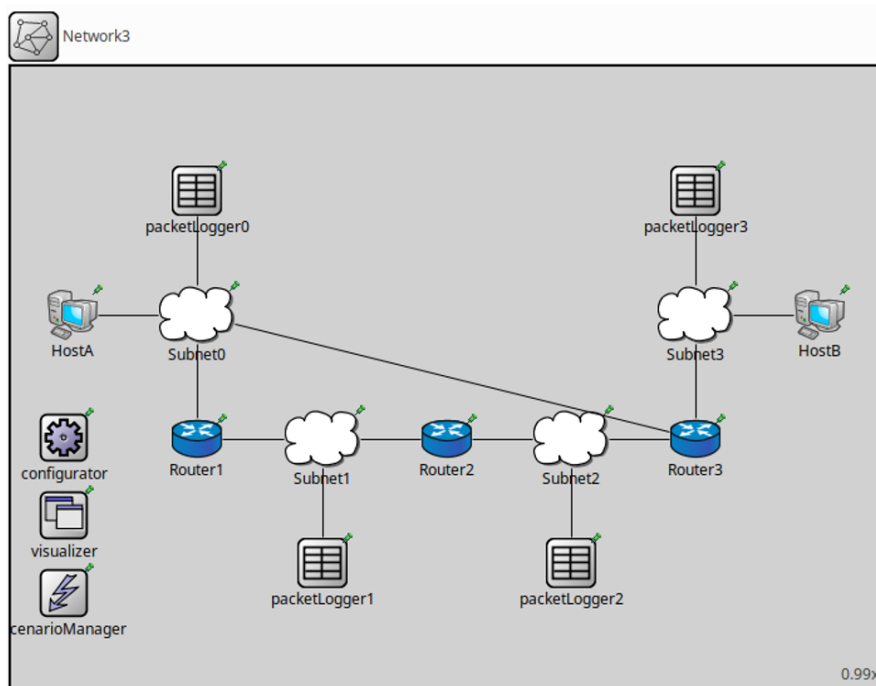 Network3
packetLogger0
packetLogger3
HostA
Subnet0
Subnet3
HostB
configurator
Router1
Subnet1
Router2
Subnet2
Router3
visualizer
packetLogger1
packetLogger2
cenarioManager
0.99x